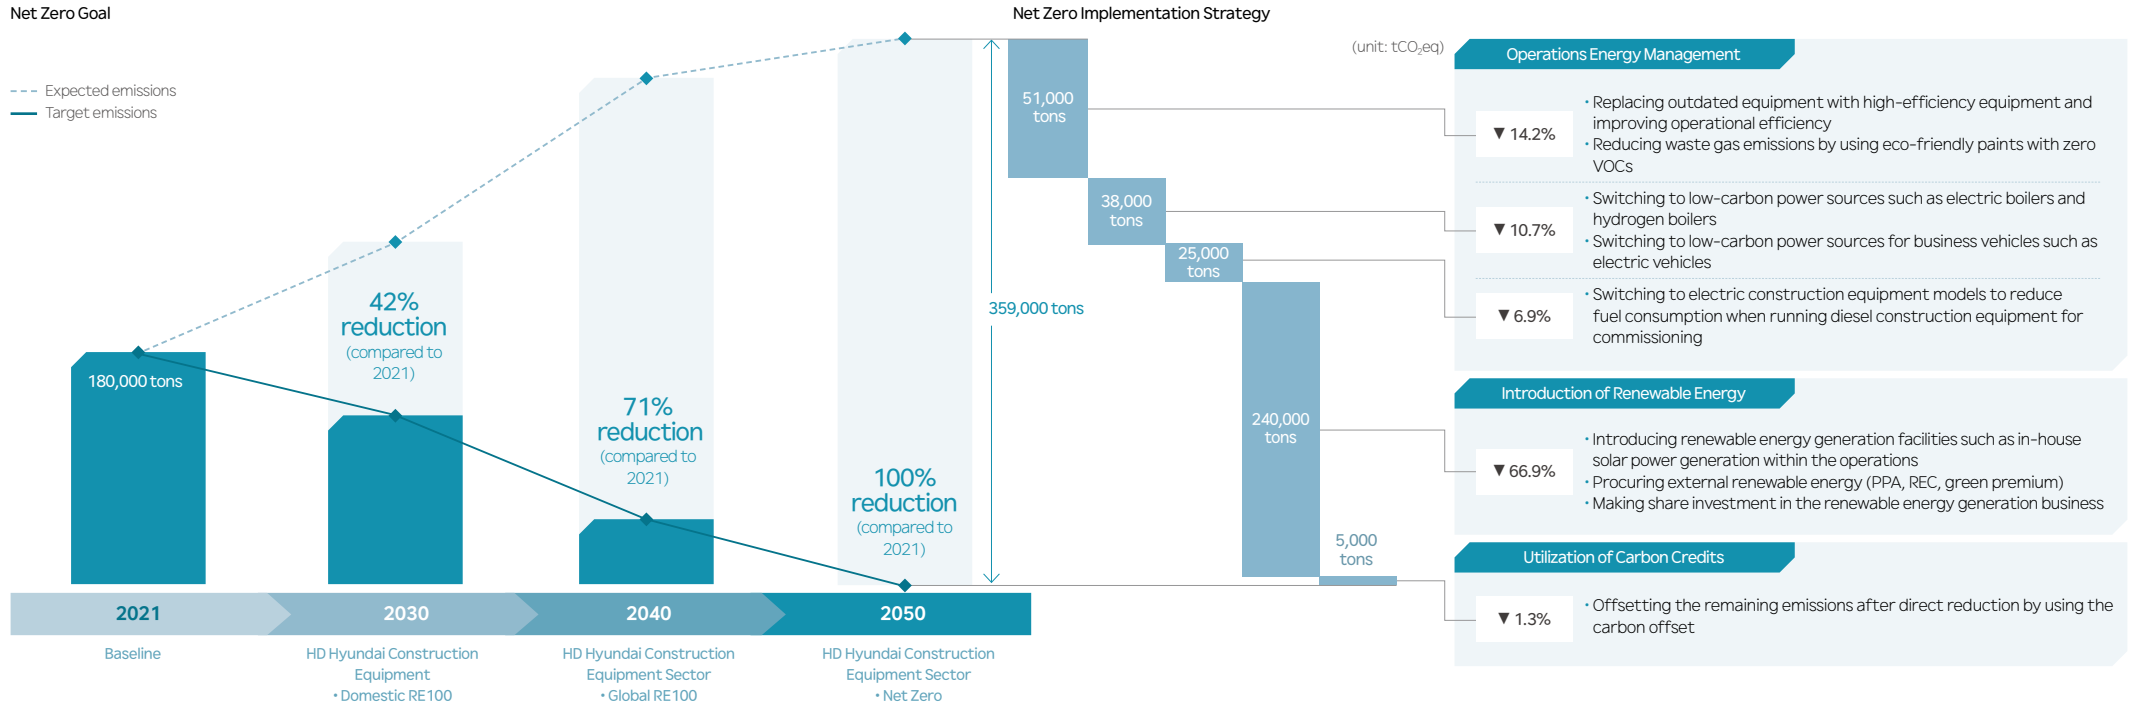 Net Zero Goal
Expected emissions
Target emissions
180,000 tons
42%
reduction
(compared to
2021)
71%
reduction
(compared to
2021)
100%
reduction
(compared to
2021)
2021
2030
2040
2050
Baseline
HD Hyundai Construction
Equipment
• Domestic RE100
HD Hyundai Construction
Equipment Sector
• Global RE100
HD Hyundai Construction
Equipment Sector
• Net Zero
Net Zero Implementation Strategy
(unit: tCO₂eq)
359,000 tons
51,000
tons
38,000
tons
25,000
tons
240,000
tons
5,000
tons
Operations Energy Management
▼ 14.2%
• Replacing outdated equipment with high-efficiency equipment and
improving operational efficiency
• Reducing waste gas emissions by using eco-friendly paints with zero
VOCs
▼ 10.7%
• Switching to low-carbon power sources such as electric boilers and
hydrogen boilers
• Switching to low-carbon power sources for business vehicles such as
electric vehicles
▼ 6.9%
• Switching to electric construction equipment models to reduce
fuel consumption when running diesel construction equipment for
commissioning
Introduction of Renewable Energy
▼ 66.9%
• Introducing renewable energy generation facilities such as in-house
solar power generation within the operations
• Procuring external renewable energy (PPA, REC, green premium)
• Making share investment in the renewable energy generation business
Utilization of Carbon Credits
▼ 1.3%
• Offsetting the remaining emissions after direct reduction by using the
carbon offset